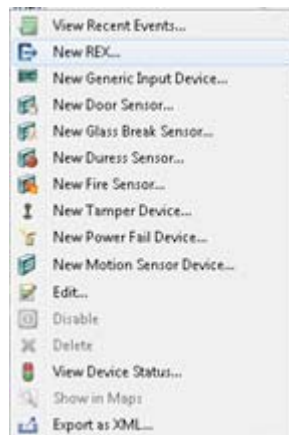 View Recent Events...
New REX...
New Generic Input Device...
New Door Sensor...
New Glass Break Sensor...
New Duress Sensor...
New Fire Sensor...
New Tamper Device...
New Power Fail Device...
New Motion Sensor Device...
Edit...
Disable
Delete
View Device Status...
Show in Maps
Export as XML...